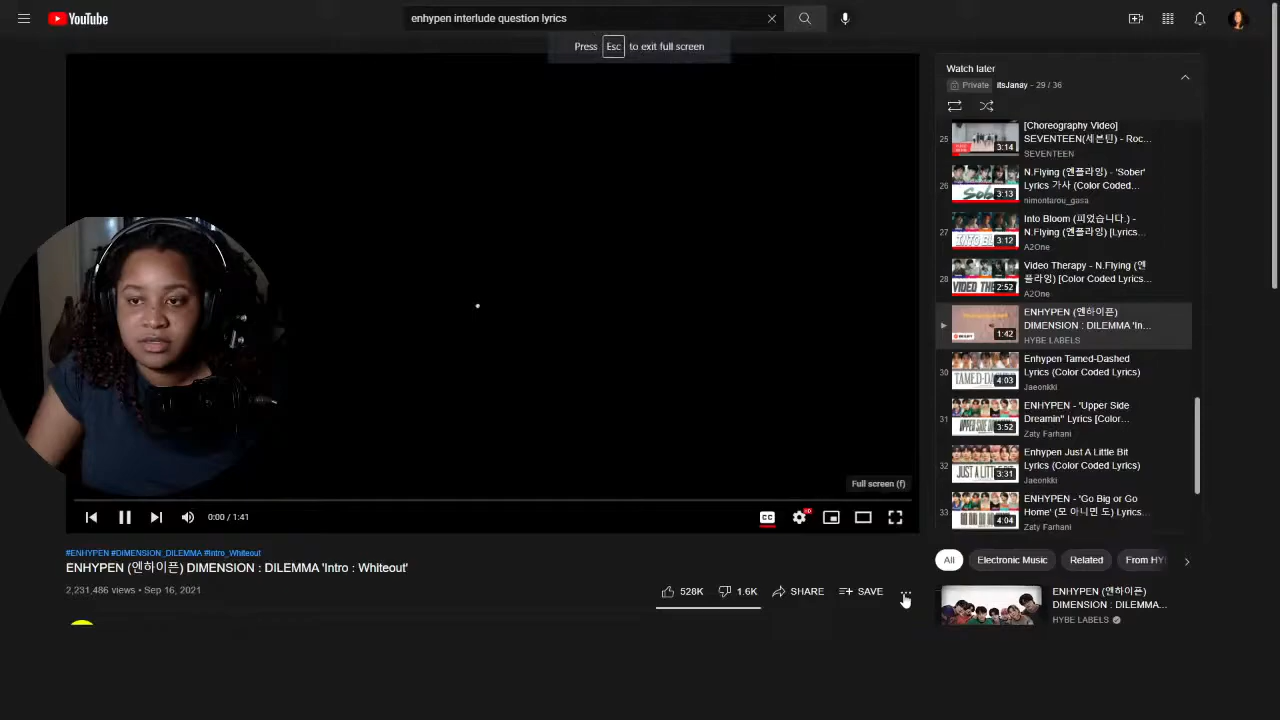 YouTube
enhypen interlude question lyrics
Press Esc to exit full screen
Watch later
Private itsJanay - 29 / 36
25
3:14
[Choreography Video]
SEVENTEEN(세븐틴) - Roc...
SEVENTEEN
26
3:13
N.Flying (엔플라잉) - 'Sober'
Lyrics 가사 (Color Coded...
nimontarou_gasa
27
INTO BLOOM
3:12
Into Bloom (피었습니다.) -
N.Flying (엔플라잉) [Lyrics...
A2One
28
2:52
Video Therapy - N.Flying (엔
플라잉) [Color Coded Lyrics...
A2One
1:42
ENHYPEN (엔하이픈)
DIMENSION : DILEMMA 'In...
HYBE LABELS
30
TAMED-DA
4:03
Enhypen Tamed-Dashed
Lyrics (Color Coded Lyrics)
Jaeonkki
31
3:52
ENHYPEN - 'Upper Side
Dreamin'' Lyrics [Color...
Zaty Farhani
32
JUST A LITT
3:31
Enhypen Just A Little Bit
Lyrics (Color Coded Lyrics)
Jaeonkki
33
4:04
ENHYPEN - 'Go Big or Go
Home' (모 아니면 도) Lyrics...
Zaty Farhani
Full screen (f)
0:00 / 1:41
CC
HD
#ENHYPEN #DIMENSION_DILEMMA #Intro_Whiteout
ENHYPEN (엔하이픈) DIMENSION : DILEMMA 'Intro : Whiteout'
2,231,486 views • Sep 16, 2021
528K 1.6K SHARE SAVE
All Electronic Music Related From HY
ENHYPEN (엔하이픈)
DIMENSION : DILEMMA...
HYBE LABELS